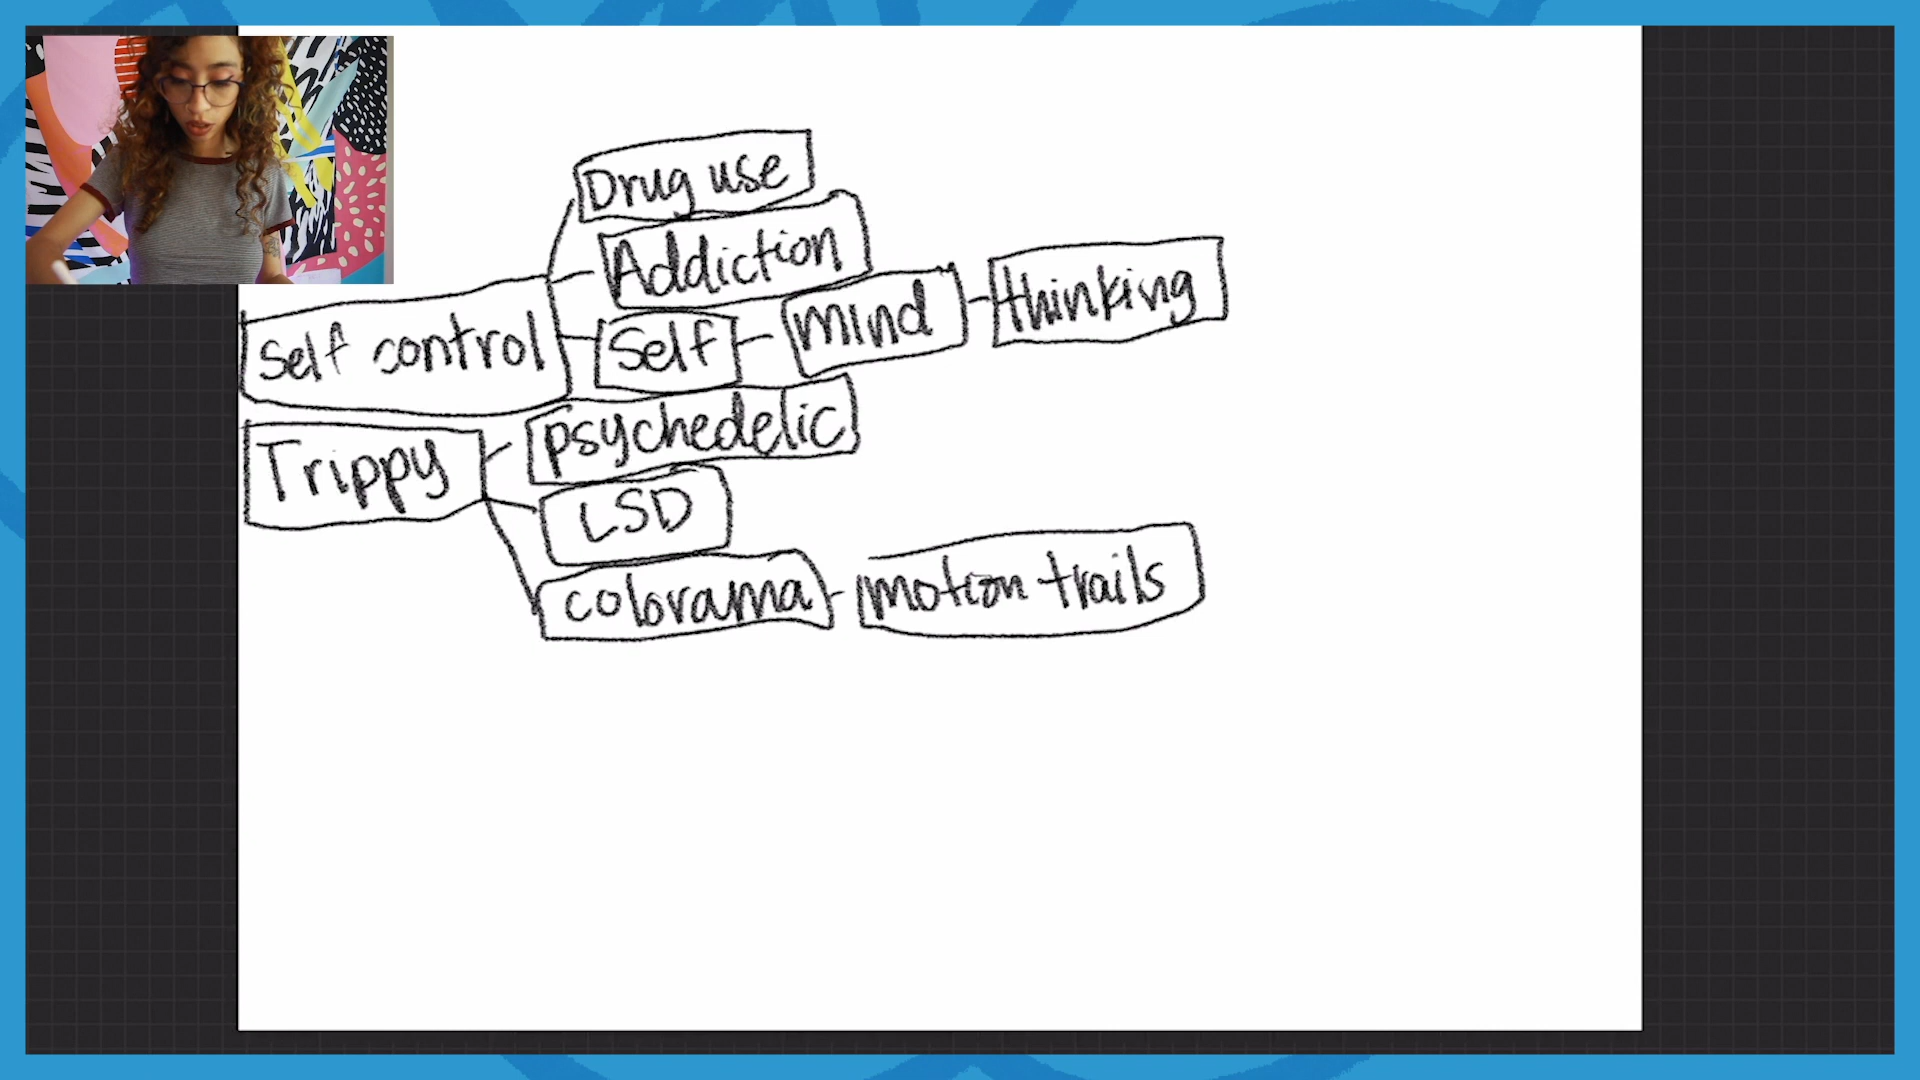 Drug use
Addiction
Self control
Self
mind
thinking
Trippy
psychedelic
LSD
colorama
motion trails